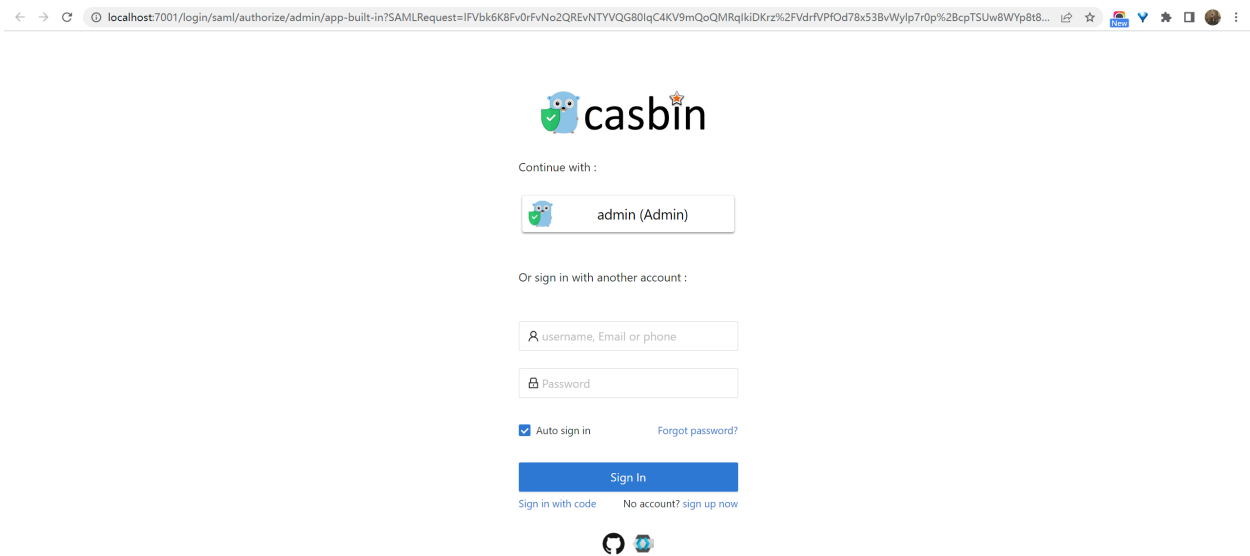 localhost:7001/login/saml/authorize/admin/app-built-in?SAMLRequest=lFVbk6K8Fv0rFvNo2QREvNTYVQG80IqC4KV9mQoQMRqIkiDKrz%2FVdrfVPfOd78x53BvWylp7r0p%2BcpTSUw8WYp8t8...
New
casbin
Continue with :
admin (Admin)
Or sign in with another account :
username, Email or phone
Password
Auto sign in Forgot password?
Sign In
Sign in with code No account? sign up now